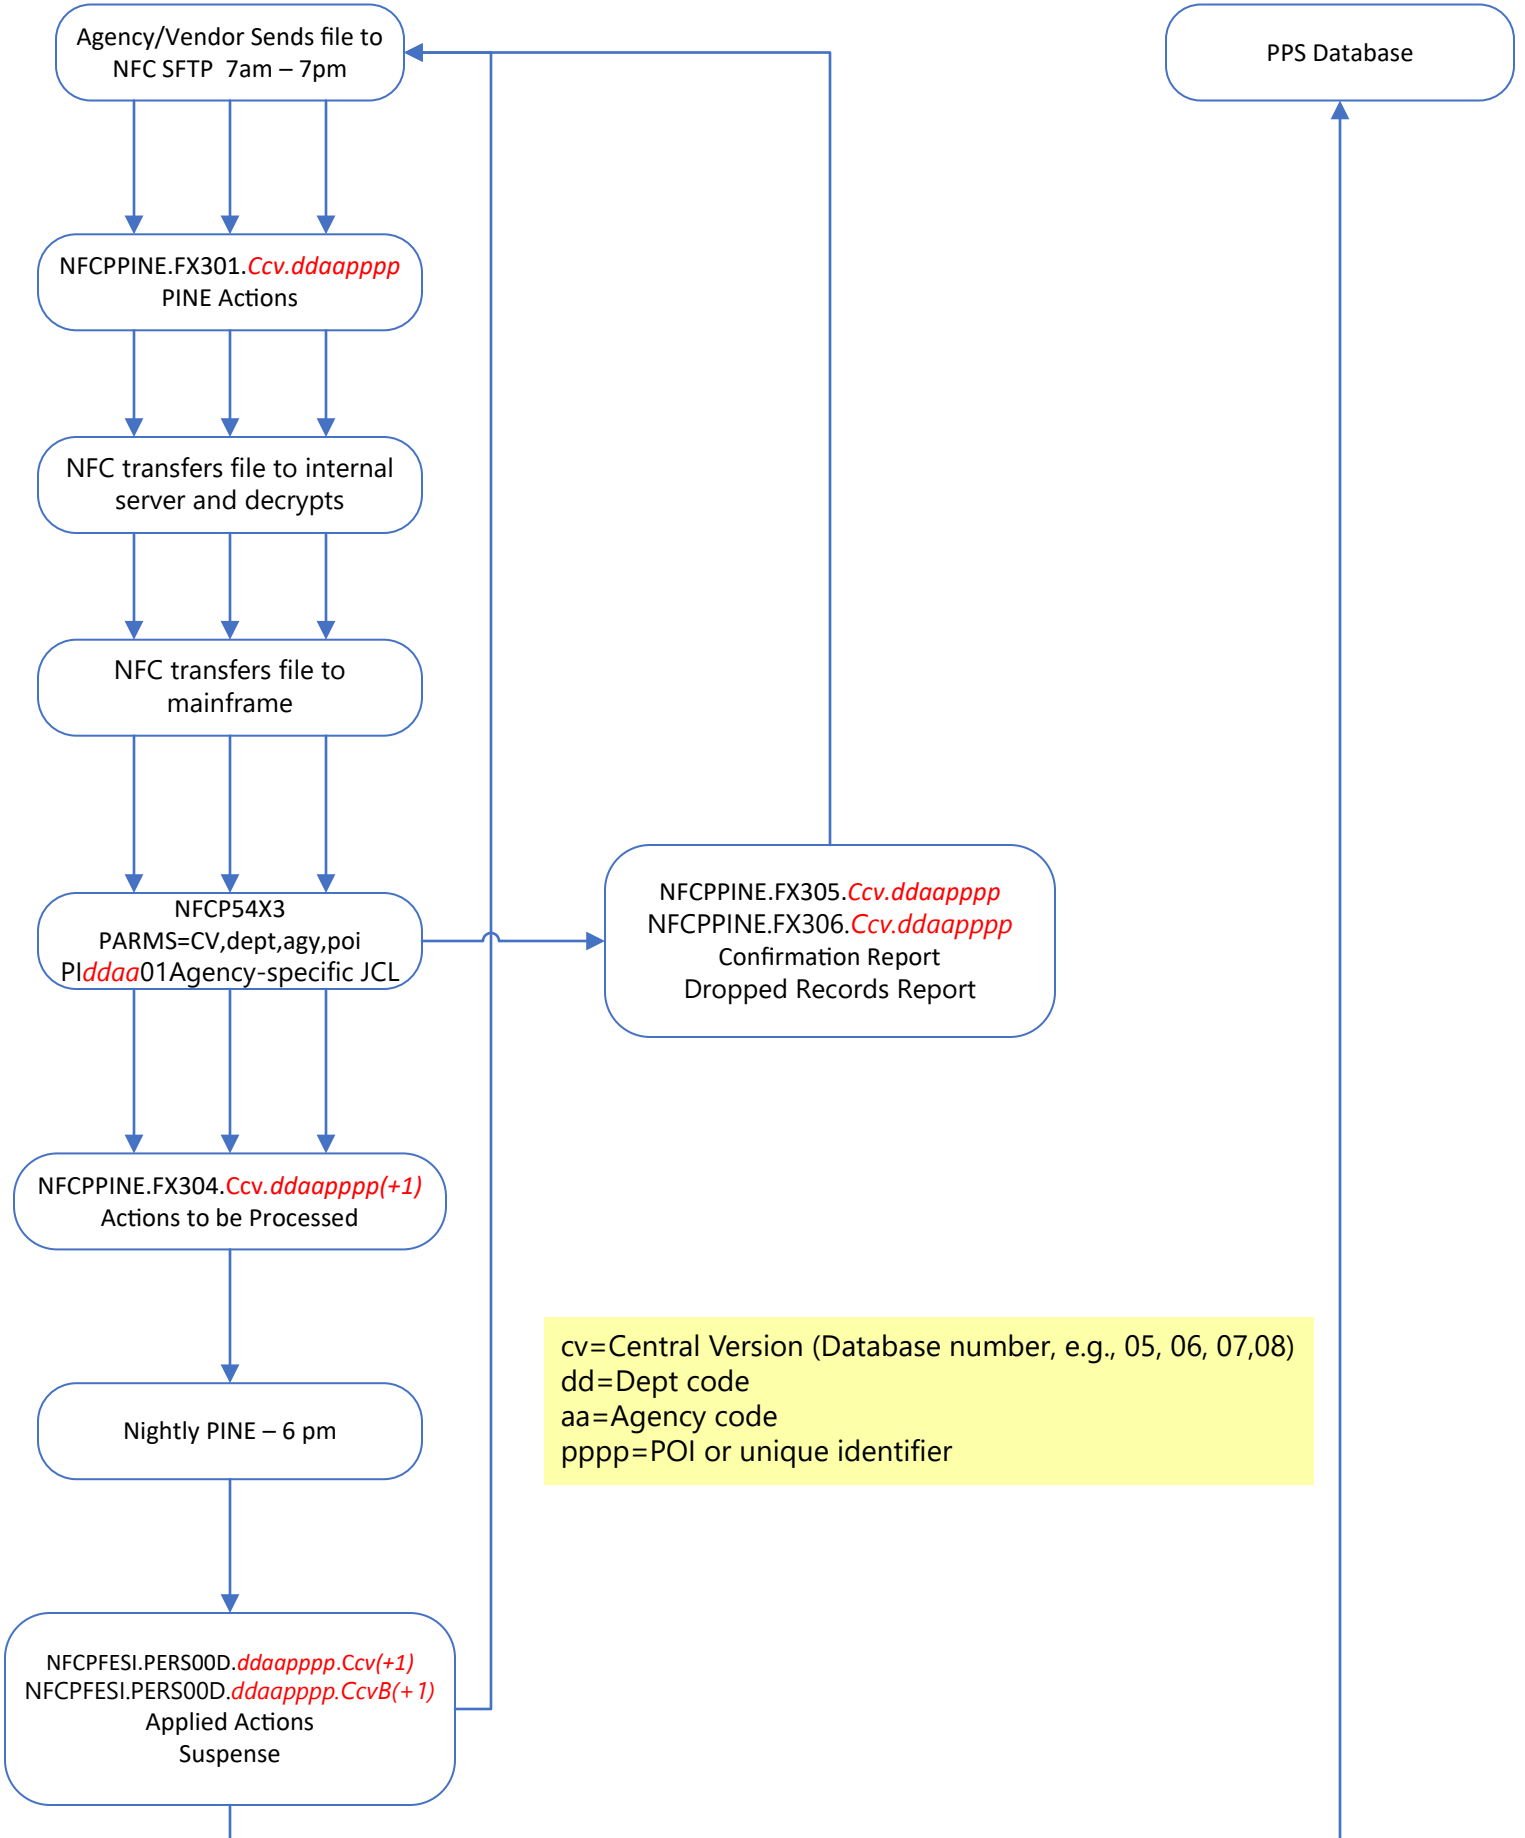 Agency/Vendor Sends file to
NFC SFTP  7am – 7pm
PPS Database
NFCPPINE.FX301.Ccv.ddaapppp
PINE Actions
NFC transfers file to internal
server and decrypts
NFC transfers file to
mainframe
NFCP54X3
PARMS=CV,dept,agy,poi
PIddaa01Agency-specific JCL
NFCPPINE.FX305.Ccv.ddaapppp
NFCPPINE.FX306.Ccv.ddaapppp
Confirmation Report
Dropped Records Report
NFCPPINE.FX304.Ccv.ddaapppp(+1)
Actions to be Processed
cv=Central Version (Database number, e.g., 05, 06, 07,08)
dd=Dept code
aa=Agency code
pppp=POI or unique identifier
Nightly PINE – 6 pm
NFCPFESI.PERS00D.ddaapppp.Ccv(+1)
NFCPFESI.PERS00D.ddaapppp.CcvB(+1)
Applied Actions
Suspense